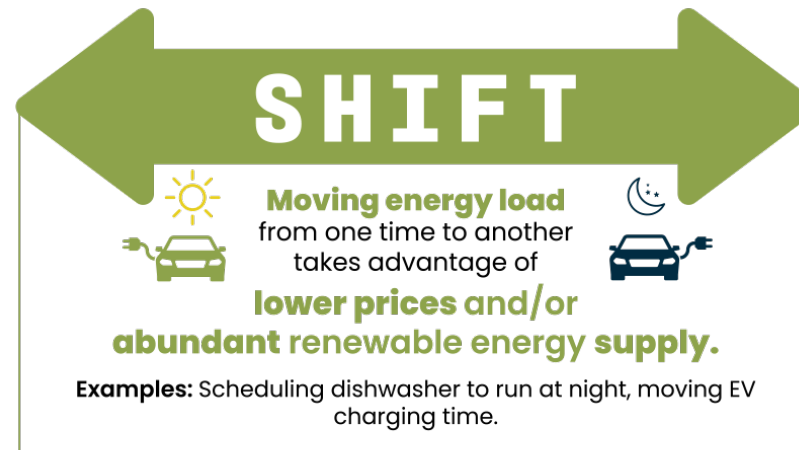 SHIFT
Moving energy load
from one time to another
takes advantage of
lower prices and/or
abundant renewable energy supply.
Examples: Scheduling dishwasher to run at night, moving EV
charging time.